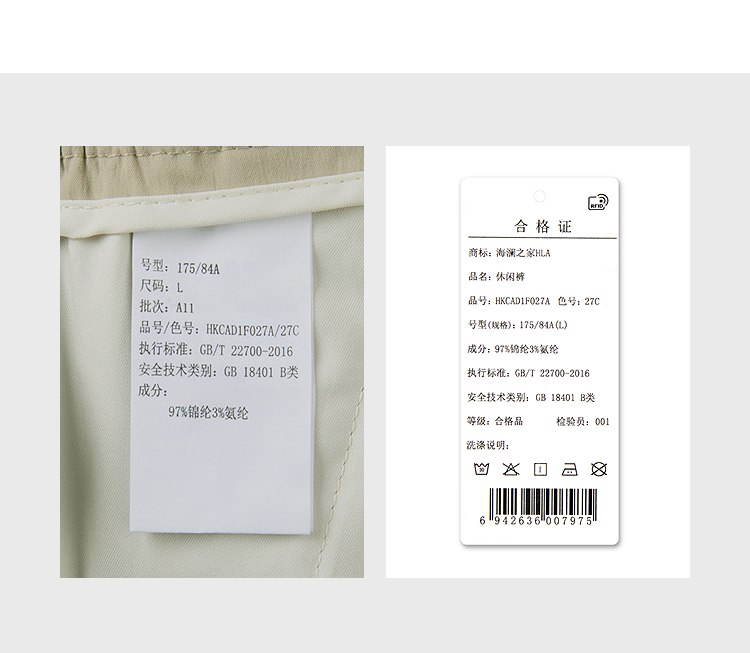 号型: 175/84A
尺码: L
批次: A11
品号/色号: HKCAD1F027A/27C
执行标准: GB/T 22700-2016
安全技术类别: GB 18401 B类
成分:
97%锦纶3%氨纶
RFID
合格证
商标: 海澜之家HLA
品名: 休闲裤
品号: HKCAD1F027A 色号: 27C
号型(规格): 175/84A(L)
成分: 97%锦纶3%氨纶
执行标准: GB/T 22700-2016
安全技术类别: GB 18401 B类
等级: 合格品 检验员: 001
洗涤说明:
6 942636 007975